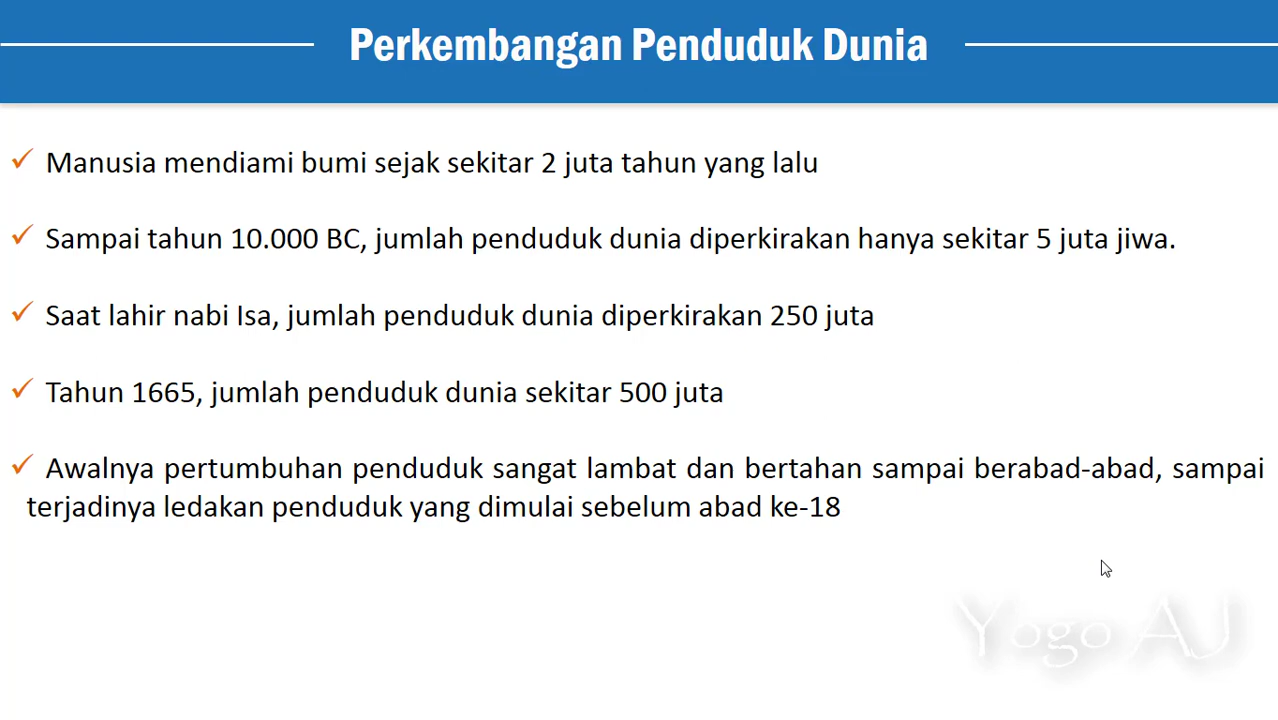 Perkembangan Penduduk Dunia
✓ Manusia mendiami bumi sejak sekitar 2 juta tahun yang lalu
✓ Sampai tahun 10.000 BC, jumlah penduduk dunia diperkirakan hanya sekitar 5 juta jiwa.
✓ Saat lahir nabi Isa, jumlah penduduk dunia diperkirakan 250 juta
✓ Tahun 1665, jumlah penduduk dunia sekitar 500 juta
✓ Awalnya pertumbuhan penduduk sangat lambat dan bertahan sampai berabad-abad, sampai
terjadinya ledakan penduduk yang dimulai sebelum abad ke-18
Yogo AJ